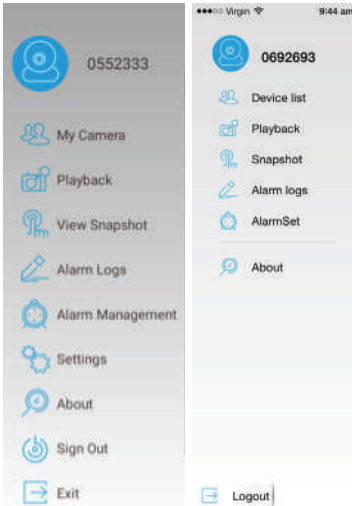 0552333
My Camera
Playback
View Snapshot
Alarm Logs
Alarm Management
Settings
About
Sign Out
Exit
Virgin 9:44 am
0692693
Device list
Playback
Snapshot
Alarm logs
AlarmSet
About
Logout